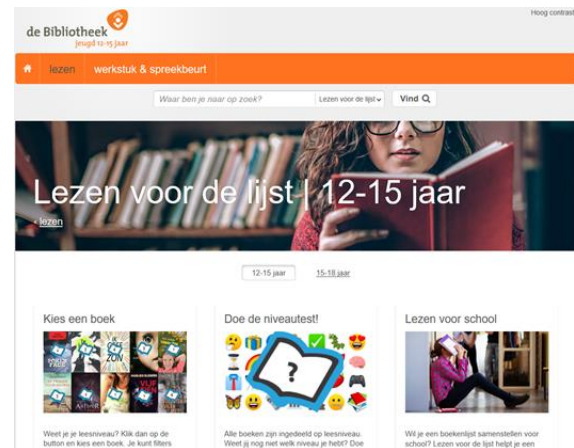 Hoog contrast
de Bibliotheek
jeugd 12-15 jaar
lezen werkstuk & spreekbeurt
Waar ben je naar op zoek? Lezen voor de lijst Vind
Lezen voor de lijst | 12-15 jaar
< lezen
12-15 jaar 15-18 jaar
Kies een boek Doe de niveautest! Lezen voor school
?
Weet je je leesniveau? Klik dan op de
button en kies een boek. Je kunt filters
Alle boeken zijn ingedeeld op leesniveau.
Weet jij nog niet welk niveau je hebt? Doe
Wil je een boekenlijst samenstellen voor
school? Lezen voor de lijst helpt je een